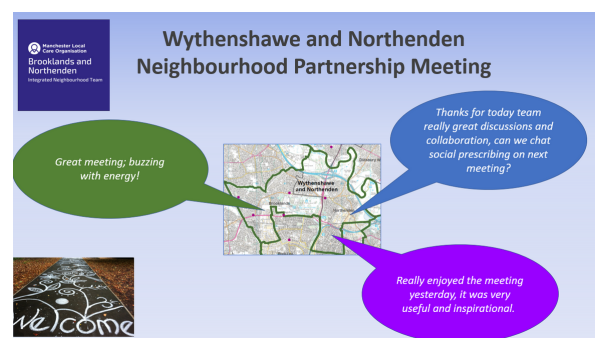 Manchester Local
Care Organisation
Brooklands and
Northenden
Integrated Neighbourhood Team
Wythenshawe and Northenden
Neighbourhood Partnership Meeting
Great meeting; buzzing
with energy!
Thanks for today team
really great discussions and
collaboration, can we chat
social prescribing on next
meeting?
Wythenshawe
and Northenden
Brooklands
Northenden
Really enjoyed the meeting
yesterday, it was very
useful and inspirational.
Welcome